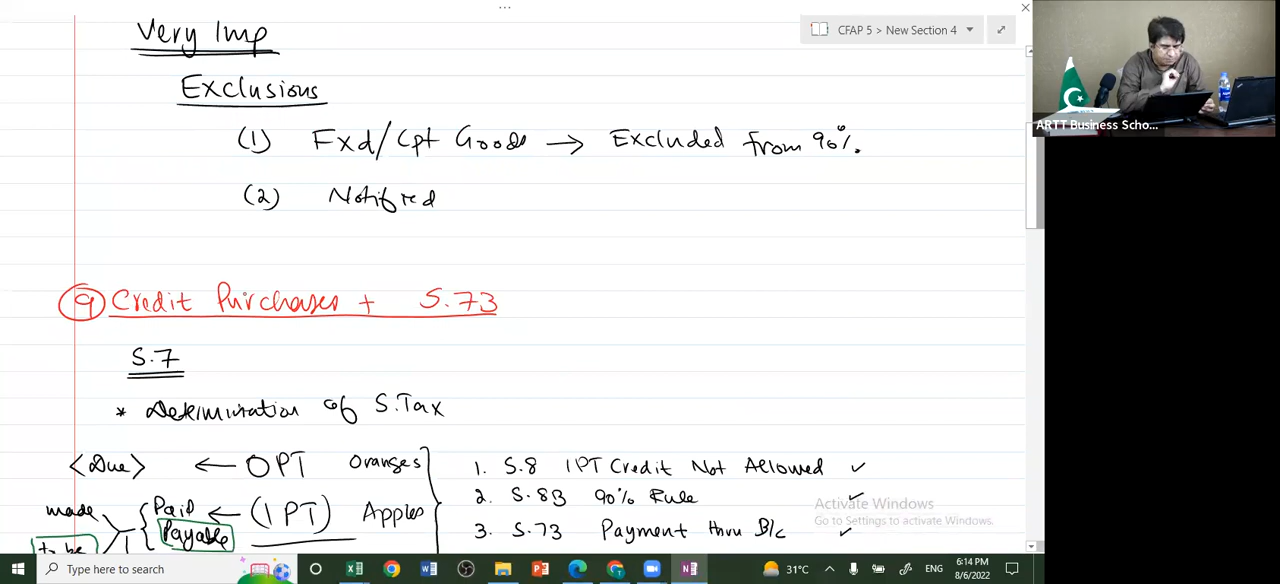 Very Imp
CFAP 5 > New Section 4
Exclusions
(1) Fxd/Cpt Goods → Excluded from 90%.
ARTT Business Scho...
(2) Notified
9 Credit Purchases + S.73
S.7
* Determination of S.Tax
<Due> ← OPT Oranges
1. S.8 IPT Credit Not Allowed ✓
made Paid ← (IPT) Apples
2. S.8B 90% Rule ✓
Payable
3. S.73 Payment thru B/c ✓
to be
Activate Windows
Go to Settings to activate Windows.
Type here to search
31°C
ENG
6:14 PM
8/6/2022